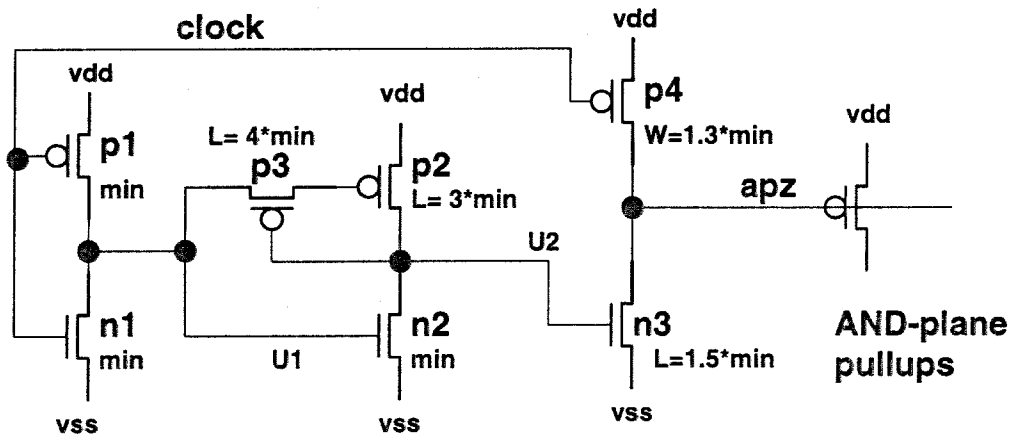 clock
vdd
vdd
vdd
vdd
p1
min
L= 4*min
p3
p2
L= 3*min
p4
W=1.3*min
apz
U2
n1
min
U1
n2
min
n3
L=1.5*min
AND-plane
pullups
vss
vss
vss